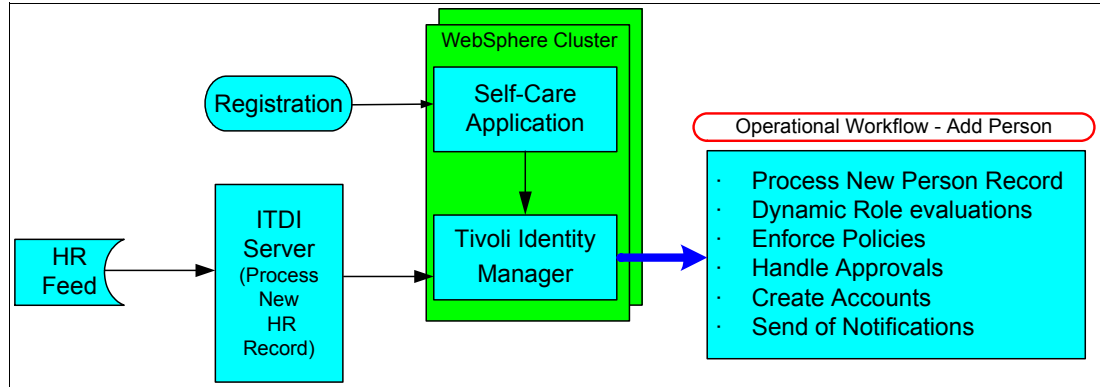 WebSphere Cluster
Registration
Self-Care
Application
Operational Workflow - Add Person
· Process New Person Record
· Dynamic Role evaluations
· Enforce Policies
· Handle Approvals
· Create Accounts
· Send of Notifications
HR
Feed
ITDI
Server
(Process
New
HR
Record)
Tivoli Identity
Manager